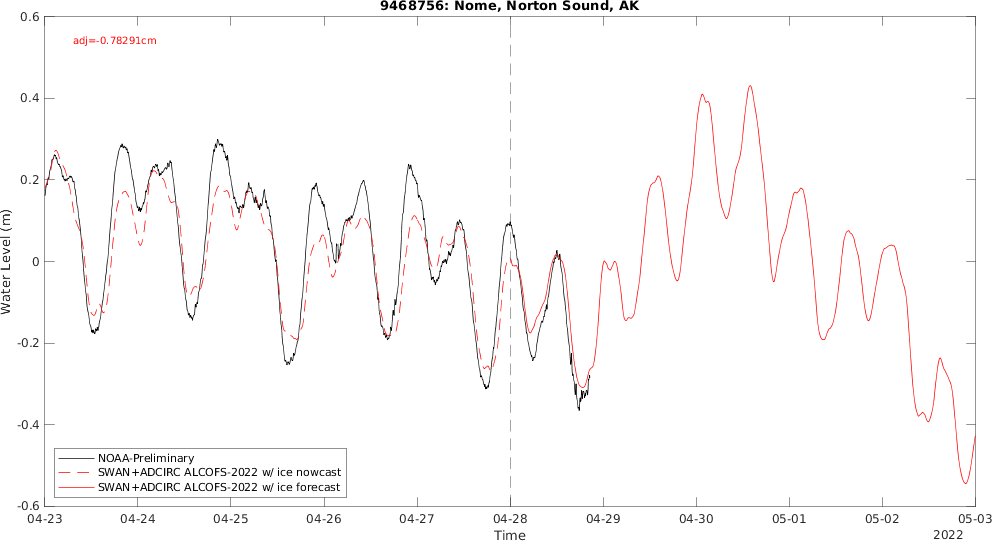 9468756: Nome, Norton Sound, AK
adj=-0.78291cm
0.6
0.4
0.2
0
-0.2
-0.4
-0.6
Water Level (m)
NOAA-Preliminary
SWAN+ADCIRC ALCOFS-2022 w/ ice nowcast
SWAN+ADCIRC ALCOFS-2022 w/ ice forecast
04-23 04-24 04-25 04-26 04-27 04-28 04-29 04-30 05-01 05-02 05-03
Time
2022